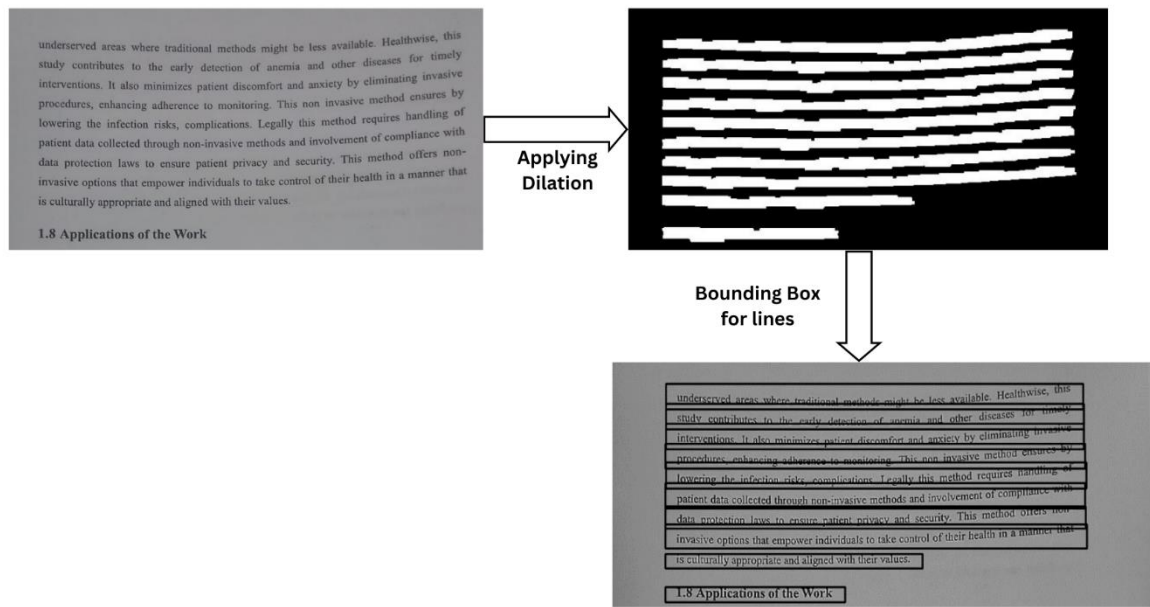 underserved areas where traditional methods might be less available. Healthwise, this
study contributes to the early detection of anemia and other diseases for timely
interventions. It also minimizes patient discomfort and anxiety by eliminating invasive
procedures, enhancing adherence to monitoring. This non invasive method ensures by
lowering the infection risks, complications. Legally this method requires handling of
patient data collected through non-invasive methods and involvement of compliance with
data protection laws to ensure patient privacy and security. This method offers non-
invasive options that empower individuals to take control of their health in a manner that
is culturally appropriate and aligned with their values.
1.8 Applications of the Work
Applying
Dilation
Bounding Box
for lines
underserved areas where traditional methods might be less available. Healthwise, this
study contributes to the early detection of anemia and other diseases for timely
interventions. It also minimizes patient discomfort and anxiety by eliminating invasive
procedures, enhancing adherence to monitoring. This non invasive method ensures by
lowering the infection risks, complications. Legally this method requires handling of
patient data collected through non-invasive methods and involvement of compliance with
data protection laws to ensure patient privacy and security. This method offers non-
invasive options that empower individuals to take control of their health in a manner that
is culturally appropriate and aligned with their values.
1.8 Applications of the Work